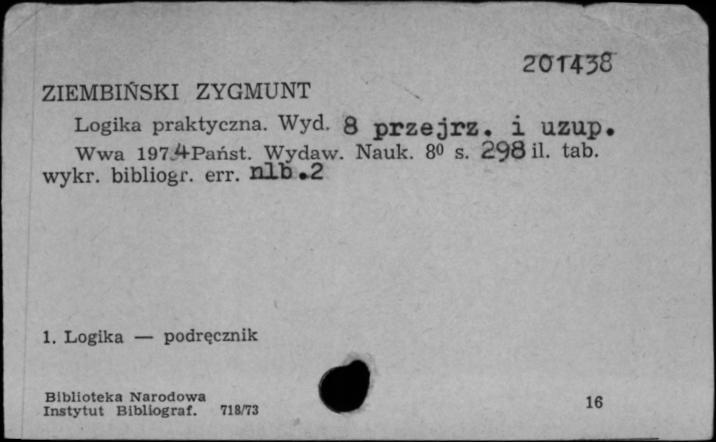 201438
ZIEMBIŃSKI ZYGMUNT
Logika praktyczna. Wyd. 8 przejrz. i uzup.
Wwa 1974 Państ. Wydaw. Nauk. 8º s. 298 il. tab.
wykr. bibliogr. err. nlb.2
1. Logika — podręcznik
Biblioteka Narodowa
Instytut Bibliograf. 718/73
16